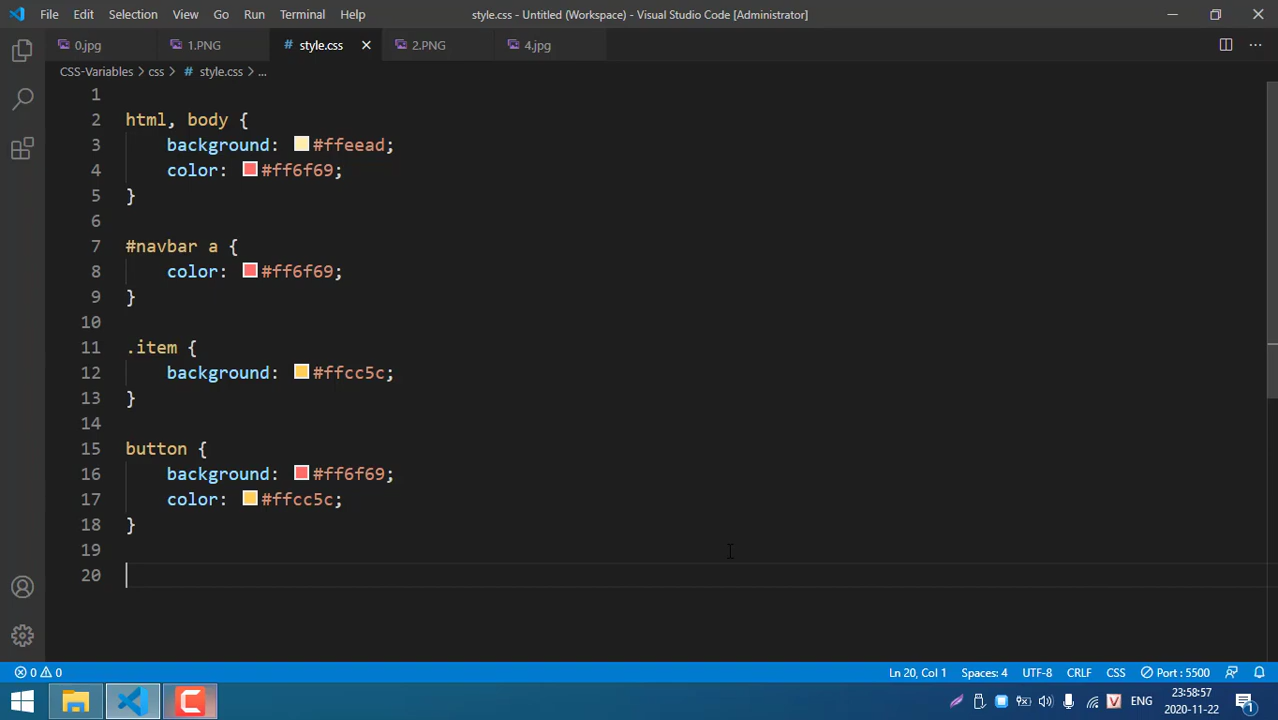 File Edit Selection View Go Run Terminal Help style.css - Untitled (Workspace) - Visual Studio Code [Administrator]
0.jpg 1.PNG # style.css 2.PNG 4.jpg
CSS-Variables > css > # style.css > ...
1
2 html, body {
3 background: #ffeead;
4 color: #ff6f69;
5 }
6
7 #navbar a {
8 color: #ff6f69;
9 }
10
11 .item {
12 background: #ffcc5c;
13 }
14
15 button {
16 background: #ff6f69;
17 color: #ffcc5c;
18 }
19
20
0 0 Ln 20, Col 1 Spaces: 4 UTF-8 CRLF CSS Port : 5500
V ENG 23:58:57
2020-11-22 1